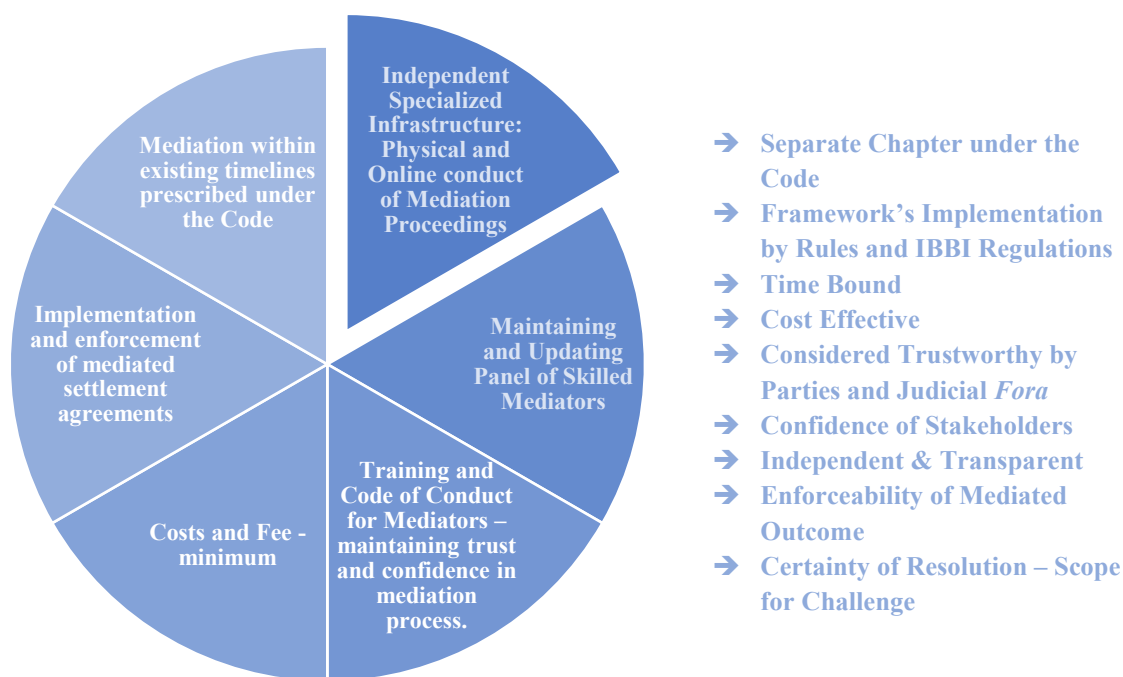 Independent
Specialized
Infrastructure:
Physical and
Online conduct
of Mediation
Proceedings
Maintaining
and Updating
Panel of Skilled
Mediators
Training and
Code of Conduct
for Mediators –
maintaining trust
and confidence in
mediation
process.
Costs and Fee -
minimum
Implementation
and enforcement
of mediated
settlement
agreements
Mediation within
existing timelines
prescribed under
the Code
➔ Separate Chapter under the
Code
➔ Framework’s Implementation
by Rules and IBBI Regulations
➔ Time Bound
➔ Cost Effective
➔ Considered Trustworthy by
Parties and Judicial Fora
➔ Confidence of Stakeholders
➔ Independent & Transparent
➔ Enforceability of Mediated
Outcome
➔ Certainty of Resolution – Scope
for Challenge